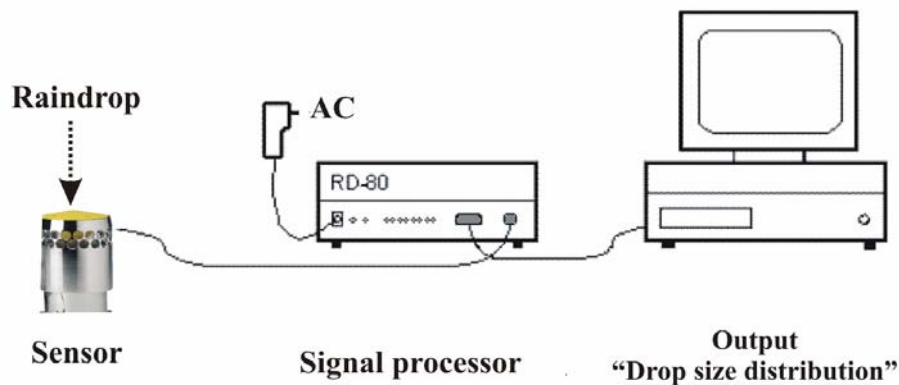 Raindrop
AC
RD-80
Sensor
Signal processor
Output
“Drop size distribution”